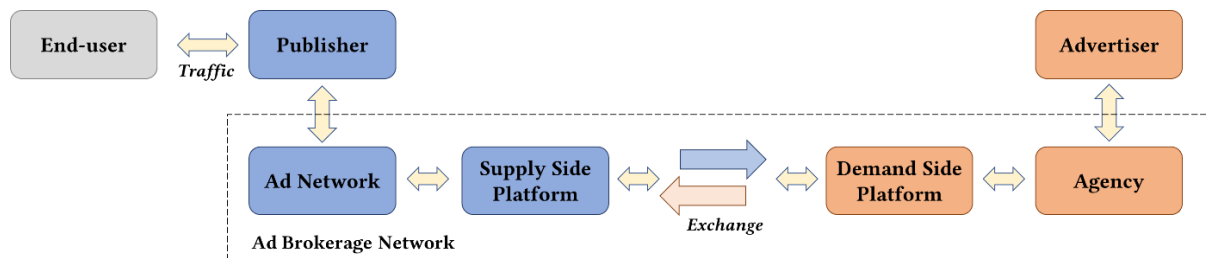 End-user
Publisher
Advertiser
Traffic
Ad Network
Supply Side
Platform
Demand Side
Platform
Agency
Exchange
Ad Brokerage Network